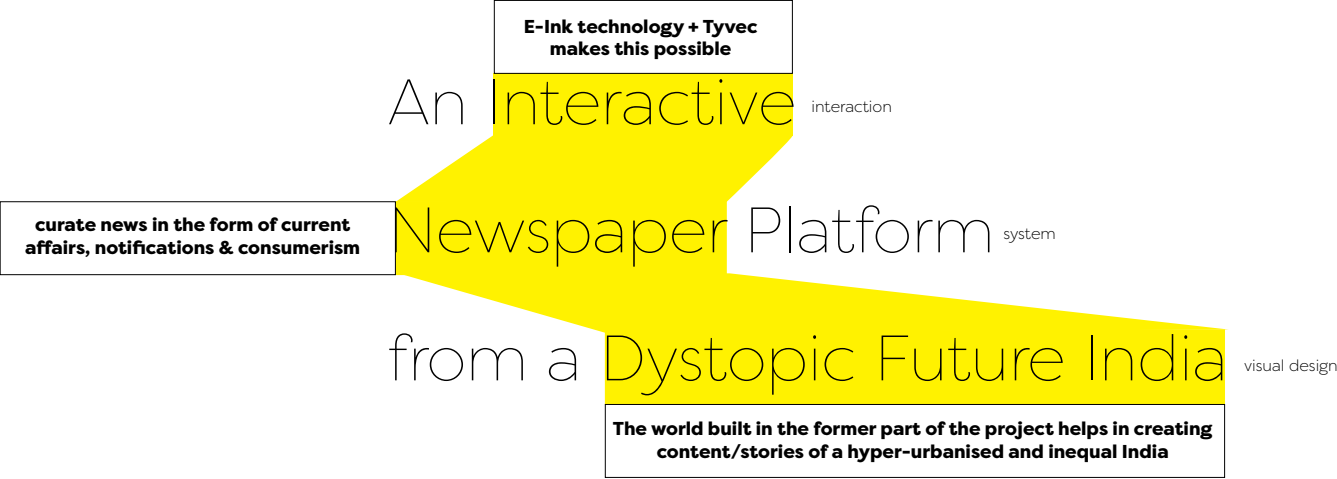 E-Ink technology + Tyvec
makes this possible
An Interactive interaction
curate news in the form of current
affairs, notifications & consumerism
Newspaper Platform system
from a Dystopic Future India visual design
The world built in the former part of the project helps in creating
content/stories of a hyper-urbanised and inequal India